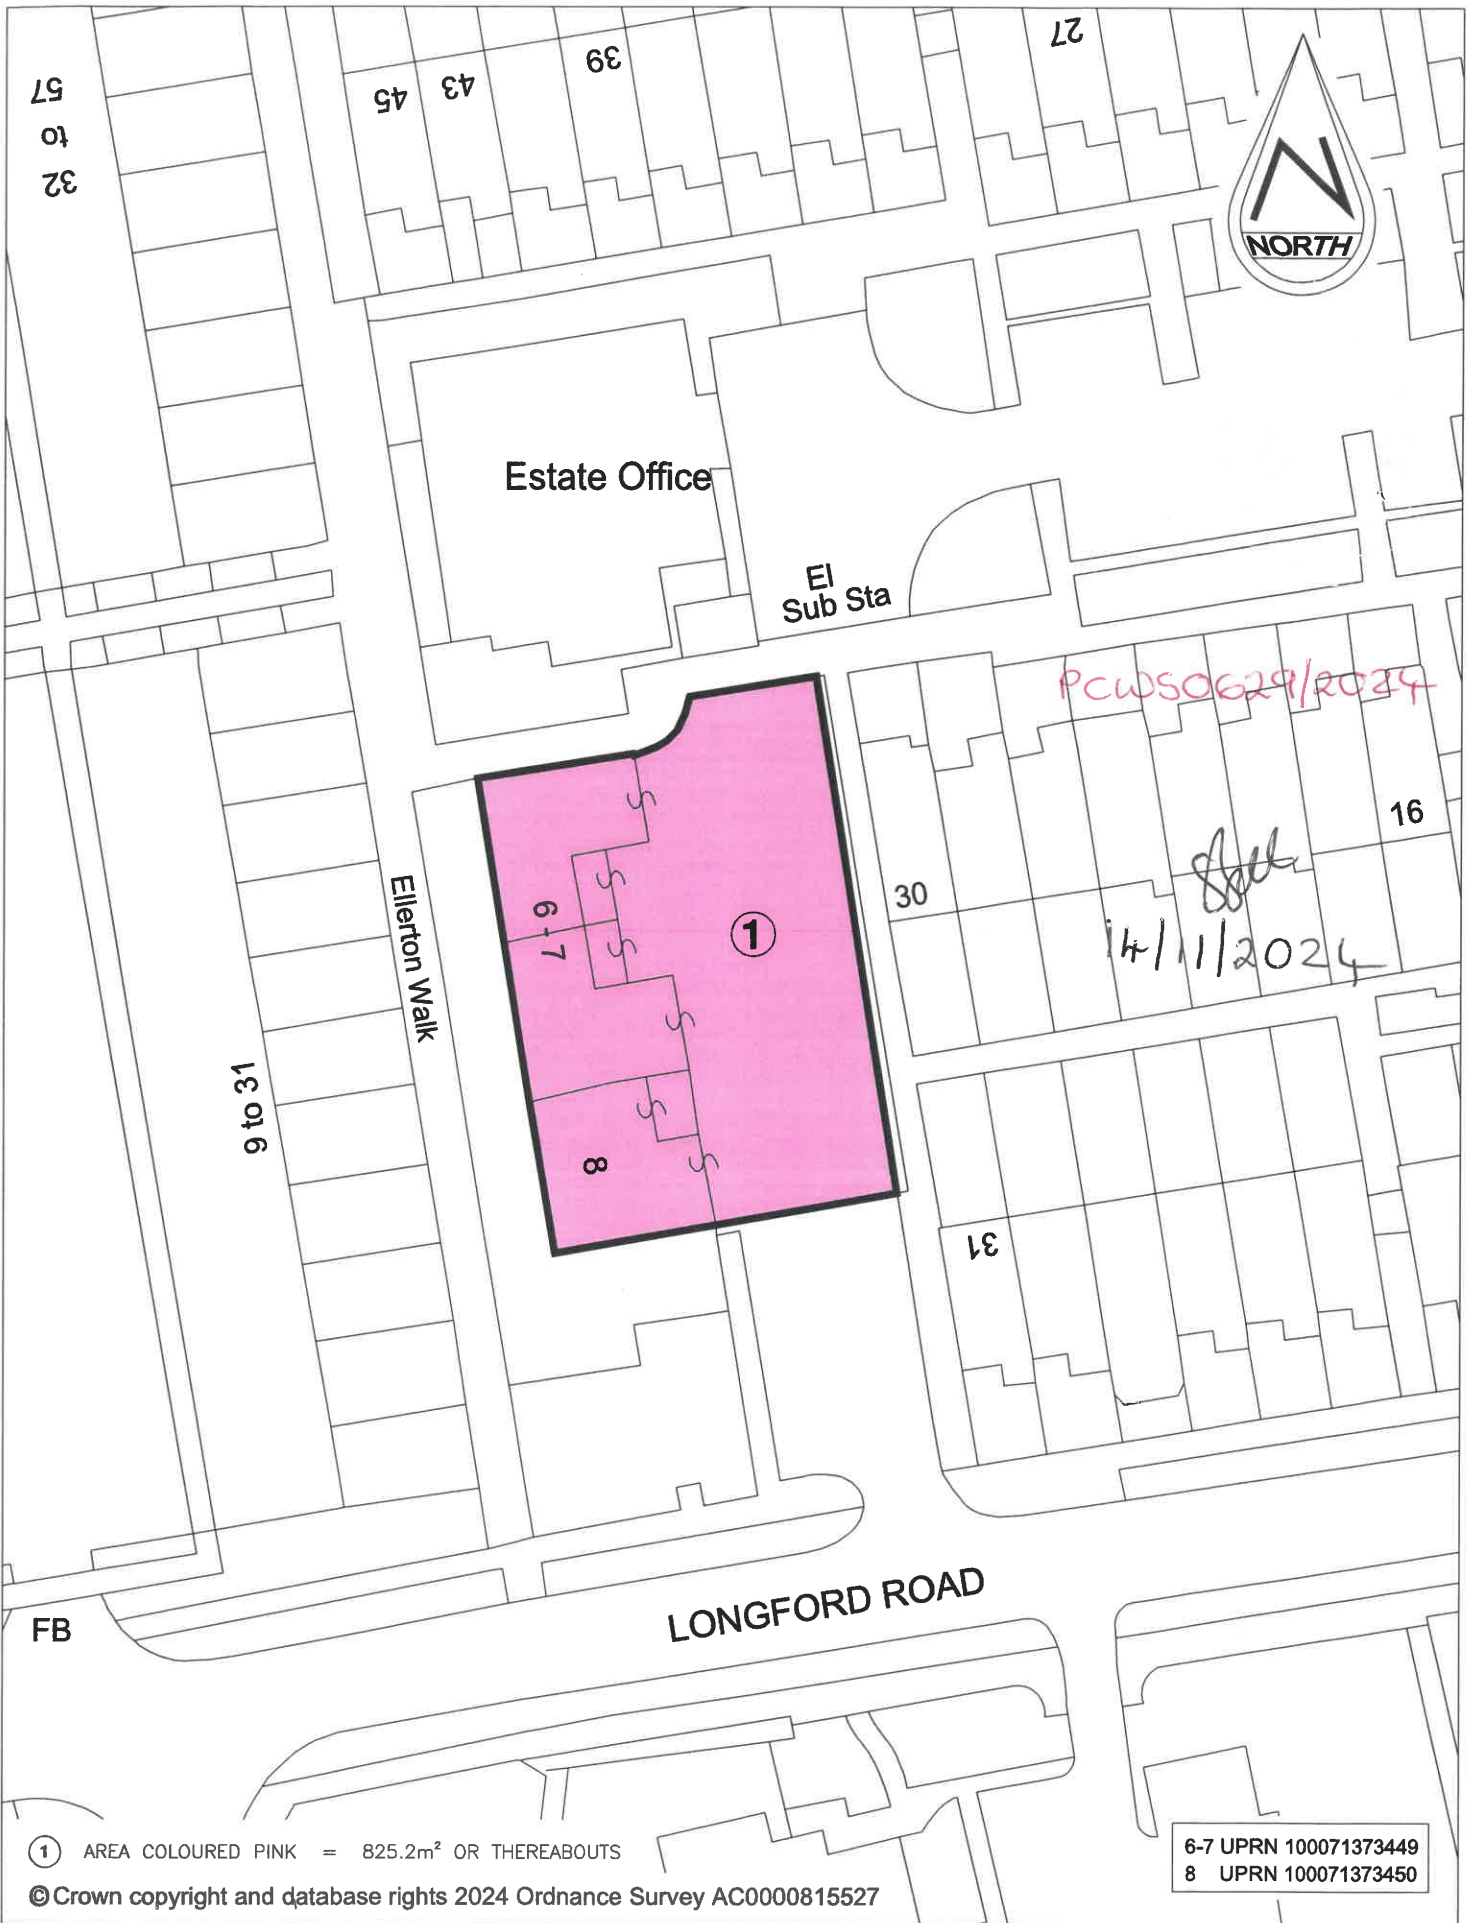 57
to
32
45
43
39
27
N
NORTH
Estate Office
El
Sub Sta
PCWS0629/2024
16
30
14/11/2024
6 - 7
1
Ellerton Walk
9 to 31
8
31
S
S
S
S
S
S
LONGFORD ROAD
FB
1 AREA COLOURED PINK = 825.2m² OR THEREABOUTS
6-7 UPRN 100071373449
8 UPRN 100071373450
©Crown copyright and database rights 2024 Ordnance Survey AC0000815527